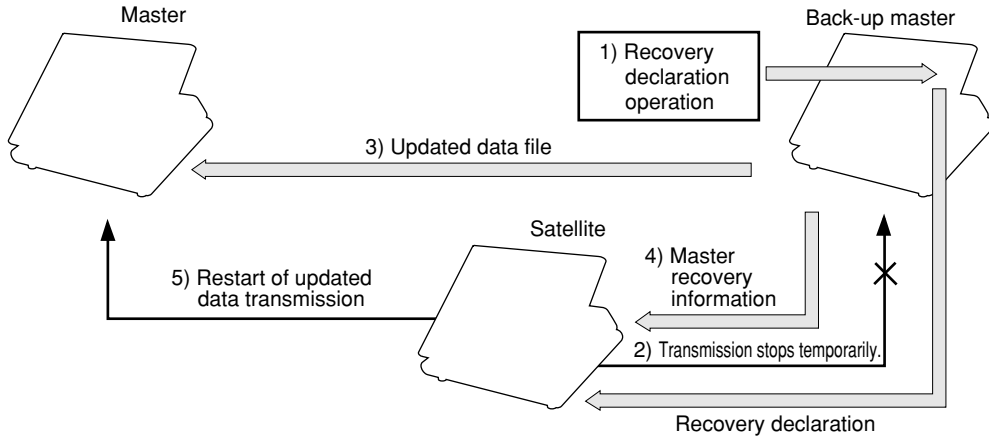 Master
Back-up master
1) Recovery
declaration
operation
3) Updated data file
Satellite
4) Master
recovery
information
5) Restart of updated
data transmission
2) Transmission stops temporarily.
Recovery declaration